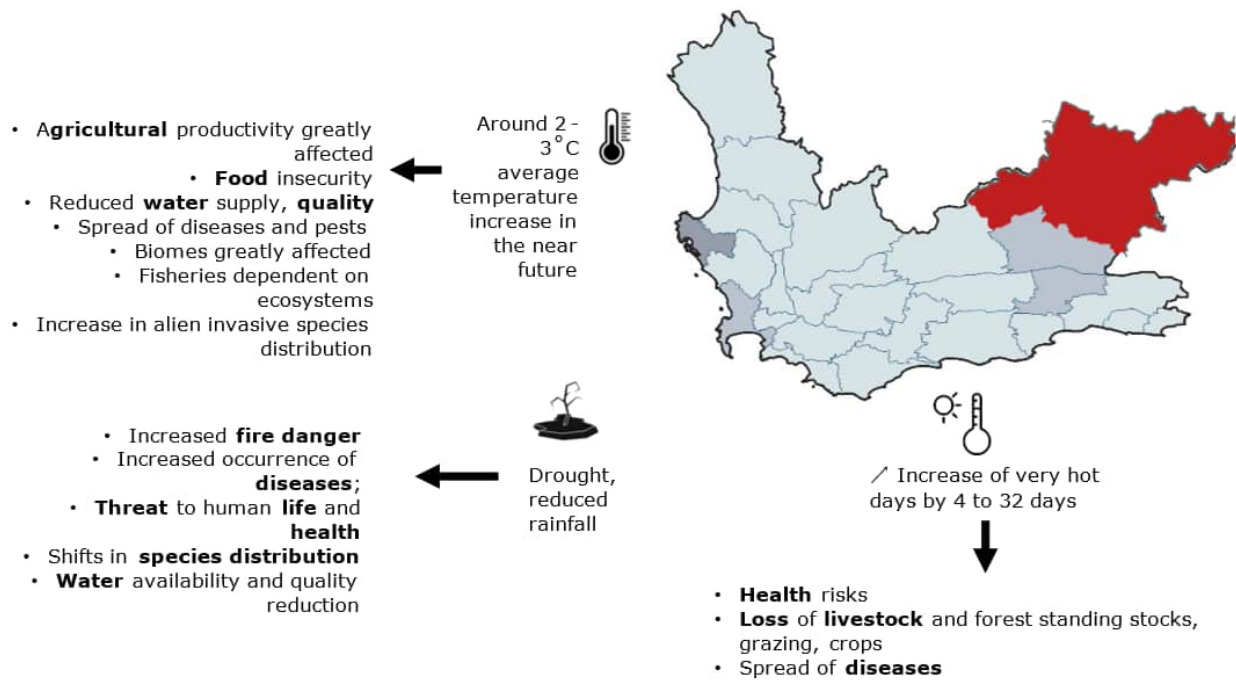 • Agricultural productivity greatly
affected
• Food insecurity
• Reduced water supply, quality
• Spread of diseases and pests
• Biomes greatly affected
• Fisheries dependent on
ecosystems
• Increase in alien invasive species
distribution
Around 2 -
3˚C
average
temperature
increase in
the near
future
• Increased fire danger
• Increased occurrence of
diseases;
• Threat to human life and
health
• Shifts in species distribution
• Water availability and quality
reduction
Drought,
reduced
rainfall
Increase of very hot
days by 4 to 32 days
• Health risks
• Loss of livestock and forest standing stocks,
grazing, crops
• Spread of diseases